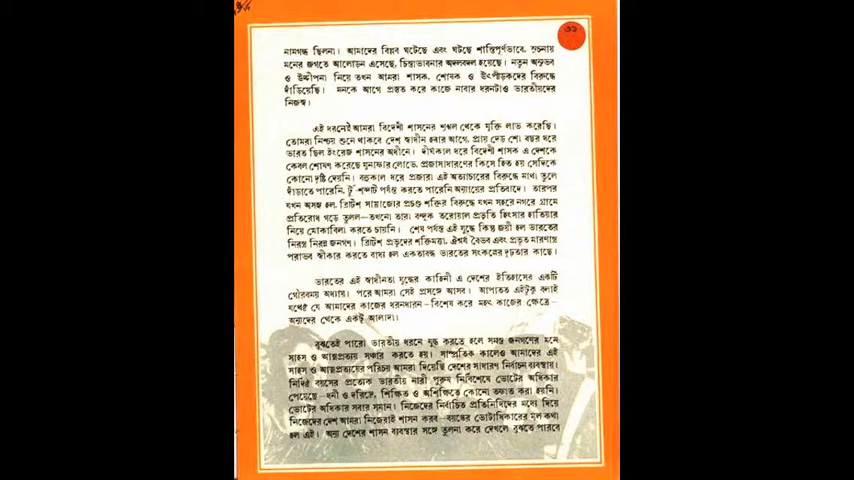 ৩১
নামগন্ধ ছিলনা। আমাদের বিপ্লব ঘটেছে এবং ঘটছে শান্তিপূর্ণভাবে, সূচনায়
মনের জগতে আলোড়ন এসেছে, চিন্তাভাবনার অদলবদল হয়েছে। নতুন অনুভব
ও উদ্দীপনা নিয়ে তখন আমরা শাসক, শোষক ও উৎপীড়কদের বিরুদ্ধে
দাঁড়িয়েছি। মনকে আগে প্রস্তুত করে কাজে নাবার ধরনটাও ভারতীয়দের
নিজস্ব।
এই ধরনেই আমরা বিদেশী শাসনের শৃঙ্খল থেকে মুক্তি লাভ করেছি।
তোমরা নিশ্চয় শুনে থাকবে দেশ স্বাধীন হবার আগে, প্রায় দেড় শো বছর ধরে
ভারত ছিল ইংরেজ শাসনের অধীনে। দীর্ঘকাল ধরে বিদেশী শাসক এ দেশকে
কেবল শোষণ করেছে মুনাফার লোভে, প্রজাসাধারণের কিসে হিত হয় সেদিকে
কোনো দৃষ্টি দেয়নি। বহুকাল ধরে প্রজারা এই অত্যাচারের বিরুদ্ধে মাথা তুলে
দাঁড়াতে পারেনি, টুঁ শব্দটি পর্যন্ত করতে পারেনি অন্যায়ের প্রতিবাদে। তারপর
যখন অসহ্য হল, ব্রিটিশ সাম্রাজ্যের প্রচণ্ড শক্তির বিরুদ্ধে যখন সহরে নগরে গ্রামে
প্রতিরোধ গড়ে তুলল—তখনো তারা বন্দুক তরোয়াল প্রভৃতি হিংসার হাতিয়ার
নিয়ে মোকাবিলা করতে চায়নি। শেষ পর্যন্ত এই যুদ্ধে কিন্তু জয়ী হল ভারতের
নিরস্ত্র নিরন্ন জনগণ। ব্রিটিশ প্রভুদের শক্তিমত্তা, ঐশ্বর্য বৈভব এবং প্রভূত মারণাস্ত্র
পরাভব স্বীকার করতে বাধ্য হল একতাবদ্ধ ভারতের সংকল্পের দৃঢ়তার কাছে।
ভারতের এই স্বাধীনতা যুদ্ধের কাহিনী এ দেশের ইতিহাসের একটি
গৌরবময় অধ্যায়। পরে আমরা সেই প্রসঙ্গে আসব। আপাতত এইটুকু বলাই
যথেষ্ট যে আমাদের কাজের ধরনধারন—বিশেষ করে মহৎ কাজের ক্ষেত্রে—
অন্যদের থেকে একটু আলাদা।
বুঝতেই পারো ভারতীয় ধরনে যুদ্ধ করতে হলে সমস্ত জনগণের মনে
সাহস ও আত্মপ্রত্যয় সঞ্চার করতে হয়। সাম্প্রতিক কালেও আমাদের এই
সাহস ও আত্মপ্রত্যয়ের পরিচয় আমরা দিয়েছি দেশের সাধারণ নির্বাচন ব্যবস্থায়।
নির্দিষ্ট বয়সের প্রত্যেক ভারতীয় নারী পুরুষ নির্বিশেষে ভোটের অধিকার
পেয়েছে—ধনী ও দরিদ্রে, শিক্ষিত ও অশিক্ষিতে কোনো তফাত করা হয়নি।
ভোটের অধিকার সবার সমান। নিজেদের নির্বাচিত প্রতিনিধিদের মধ্যে দিয়ে
নিজেদের দেশ আমরা নিজেরাই শাসন করব—বয়স্কের ভোটাধিকারের মূল কথা
হল এই। অন্য দেশের শাসন ব্যবস্থার সঙ্গে তুলনা করে দেখলে বুঝতে পারবে